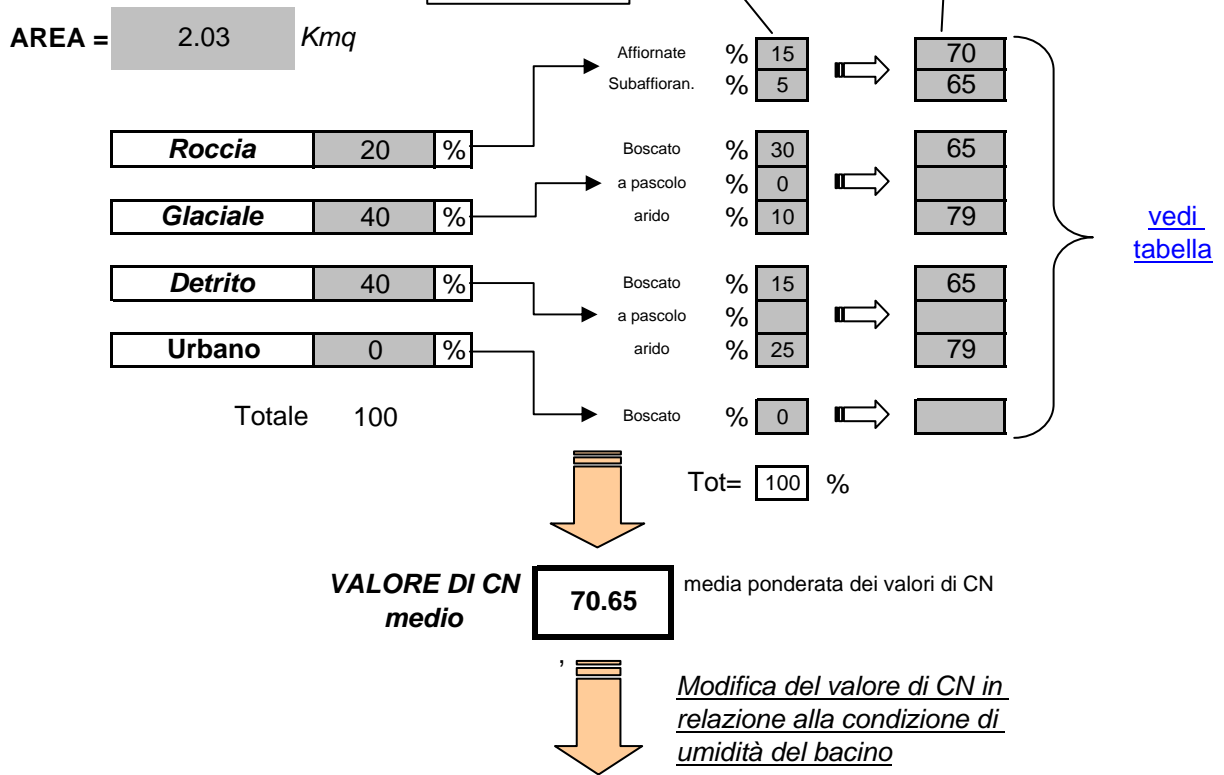 AREA = 2.03 Kmq
Affiornate % 15 70
Subaffioran. % 5 65
Roccia 20 %
Boscato % 30 65
a pascolo % 0
Glaciale 40 %
arido % 10 79
vedi
tabella
Detrito 40 %
Boscato % 15 65
a pascolo %
Urbano 0 %
arido % 25 79
Totale 100
Boscato % 0
Tot= 100 %
VALORE DI CN
medio
70.65
media ponderata dei valori di CN
,
Modifica del valore di CN in
relazione alla condizione di
umidità del bacino